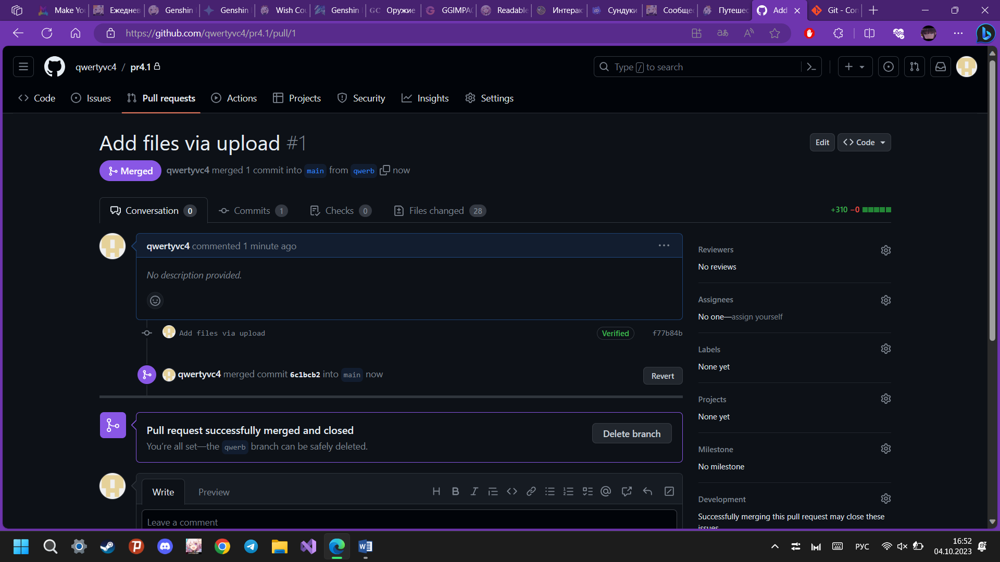 Make Yo
Ежеднев
Genshin
Genshin
Wish Cou
Genshin
GC Оружие
GGIMPAC
Readable
Интерак
Сундуки
Сообщес
Путешес
Add
Git - Con
https://github.com/qwertyvc4/pr4.1/pull/1
qwertyvc4 / pr4.1
Type / to search
Code
Issues
Pull requests
Actions
Projects
Security
Insights
Settings
Add files via upload #1
Edit
Code
Merged
qwertyvc4 merged 1 commit into main from qwerb now
Conversation 0
Commits 1
Checks 0
Files changed 28
+310 −0
qwertyvc4 commented 1 minute ago
No description provided.
Add files via upload
Verified
f77b84b
qwertyvc4 merged commit 6c1bcb2 into main now
Revert
Pull request successfully merged and closed
You’re all set—the qwerb branch can be safely deleted.
Delete branch
Write
Preview
Leave a comment
Reviewers
No reviews
Assignees
No one—assign yourself
Labels
None yet
Projects
None yet
Milestone
No milestone
Development
Successfully merging this pull request may close these
issues.
РУС
16:52
04.10.2023